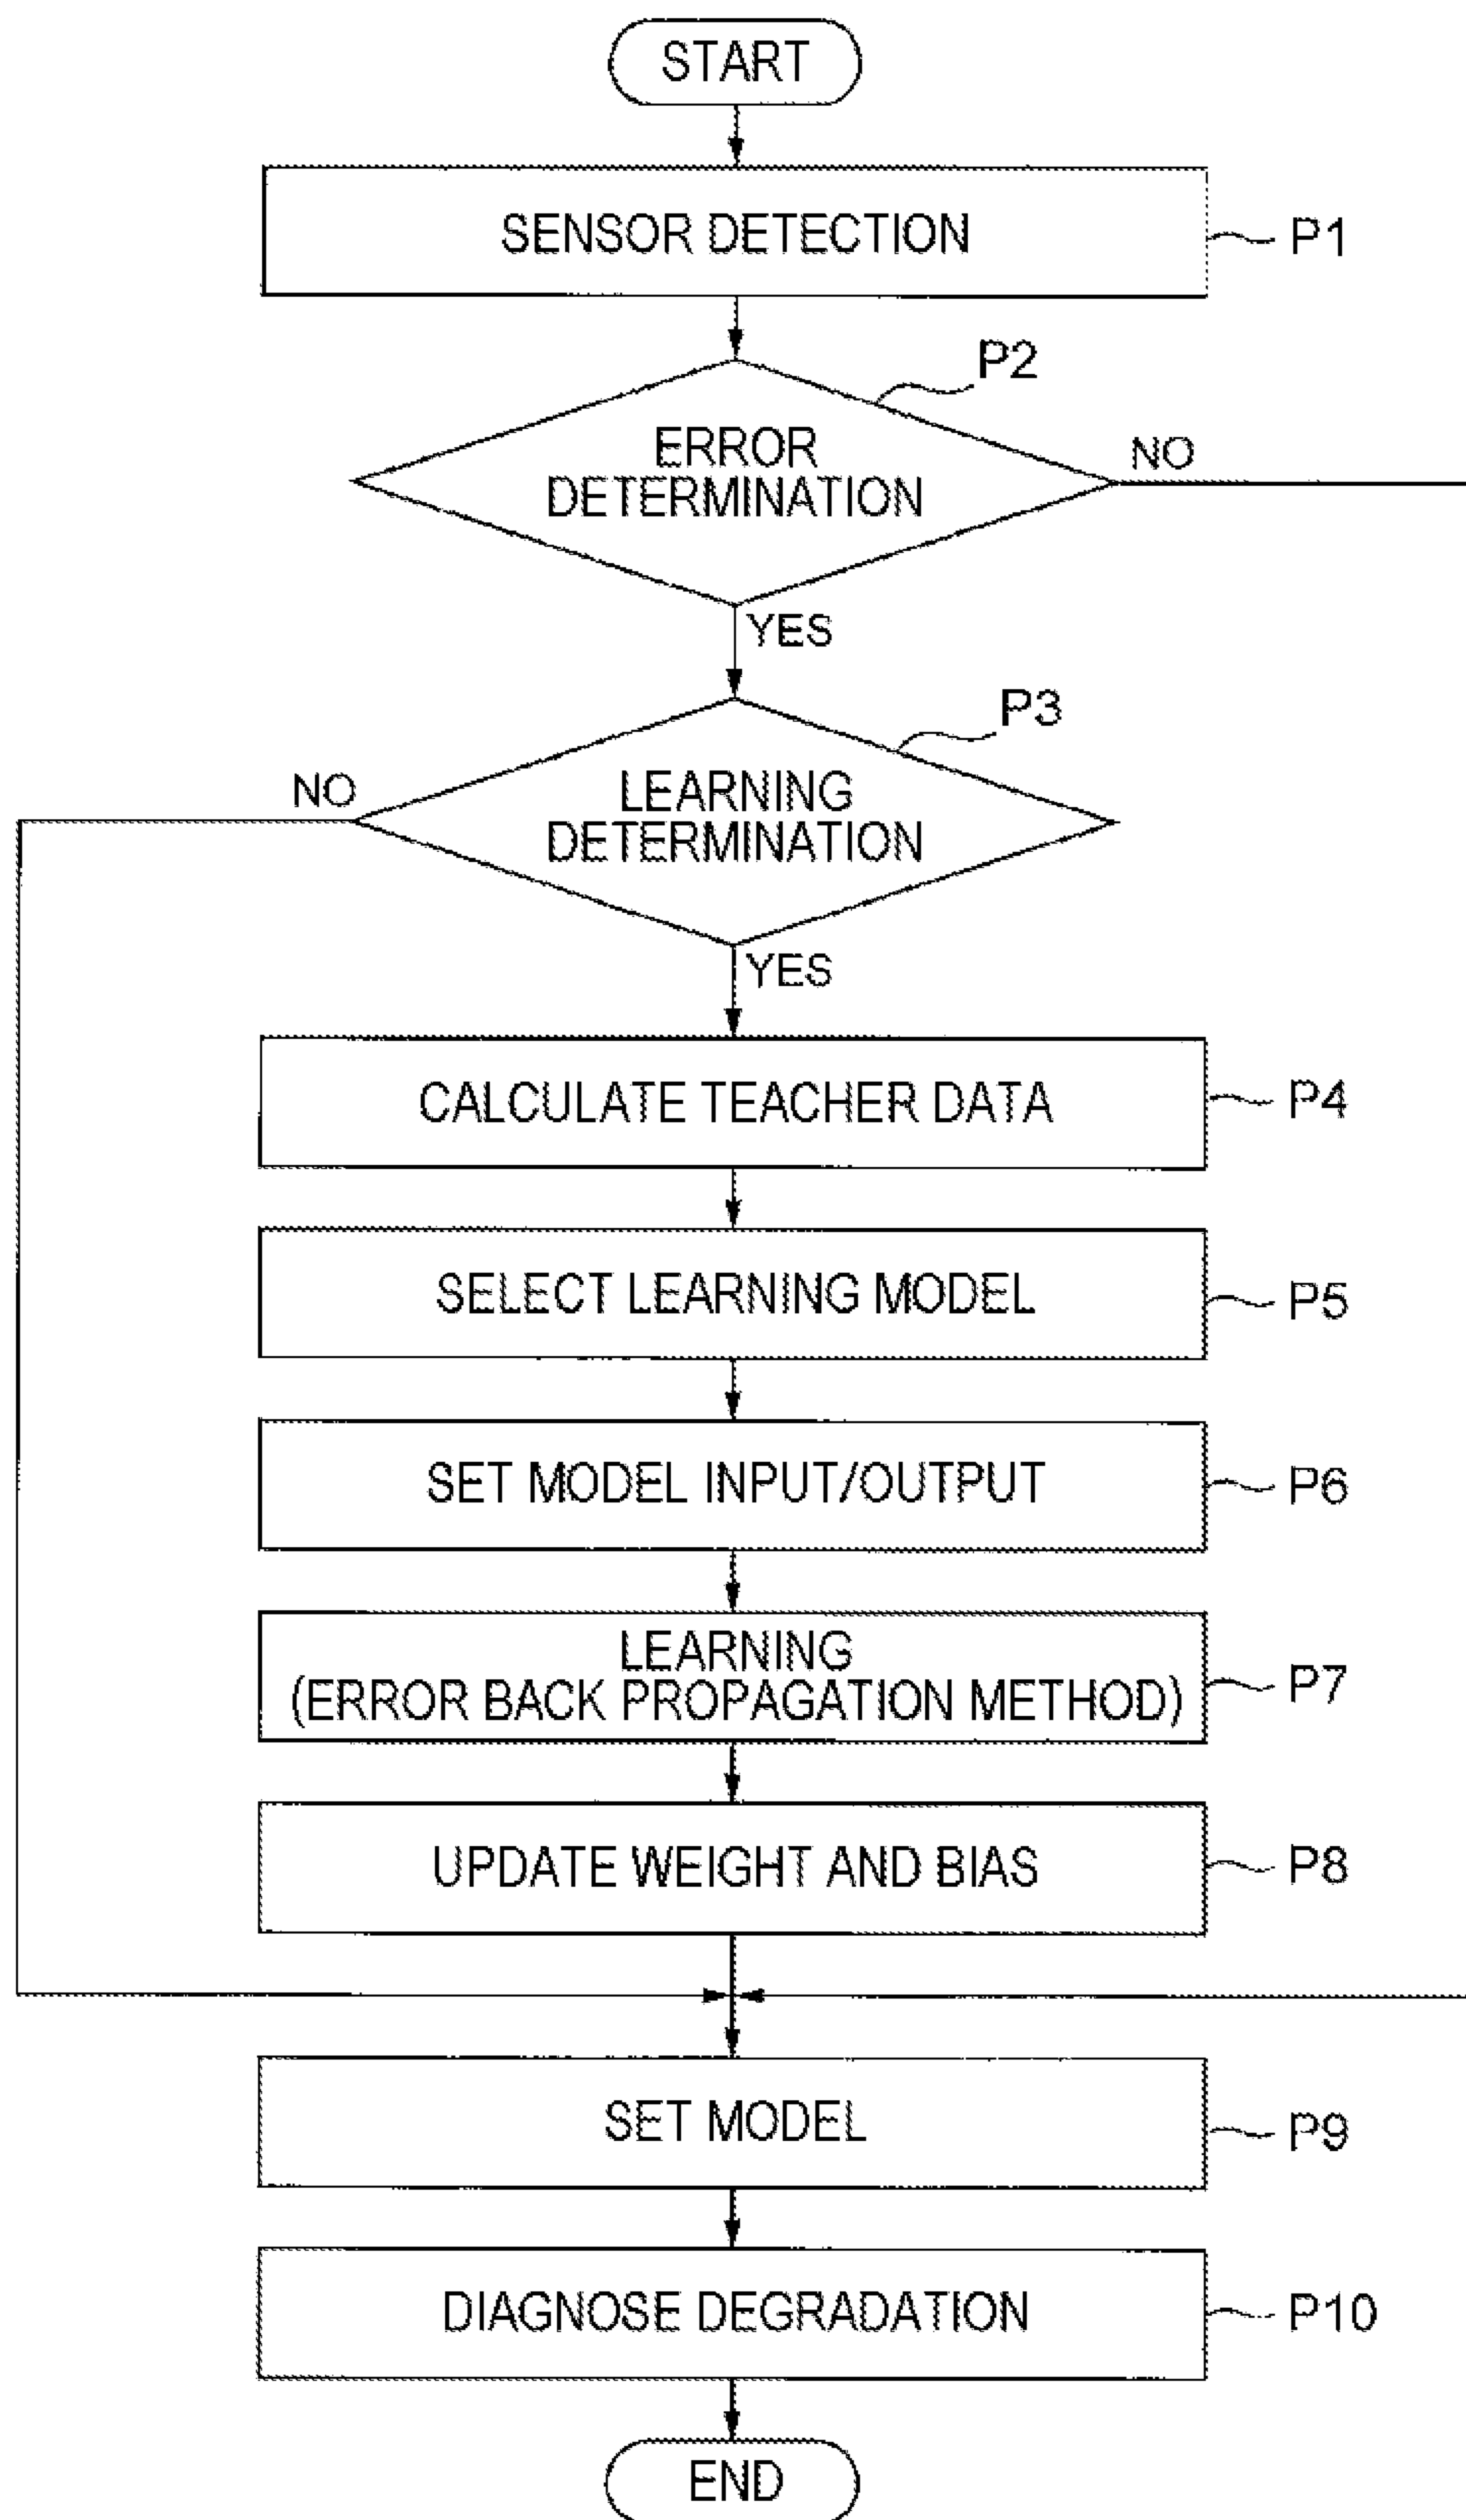 START
SENSOR DETECTION
P1
P2
ERROR
DETERMINATION
NO
YES
P3
NO
LEARNING
DETERMINATION
YES
CALCULATE TEACHER DATA
P4
SELECT LEARNING MODEL
P5
SET MODEL INPUT/OUTPUT
P6
LEARNING
(ERROR BACK PROPAGATION METHOD)
P7
UPDATE WEIGHT AND BIAS
P8
SET MODEL
P9
DIAGNOSE DEGRADATION
P10
END